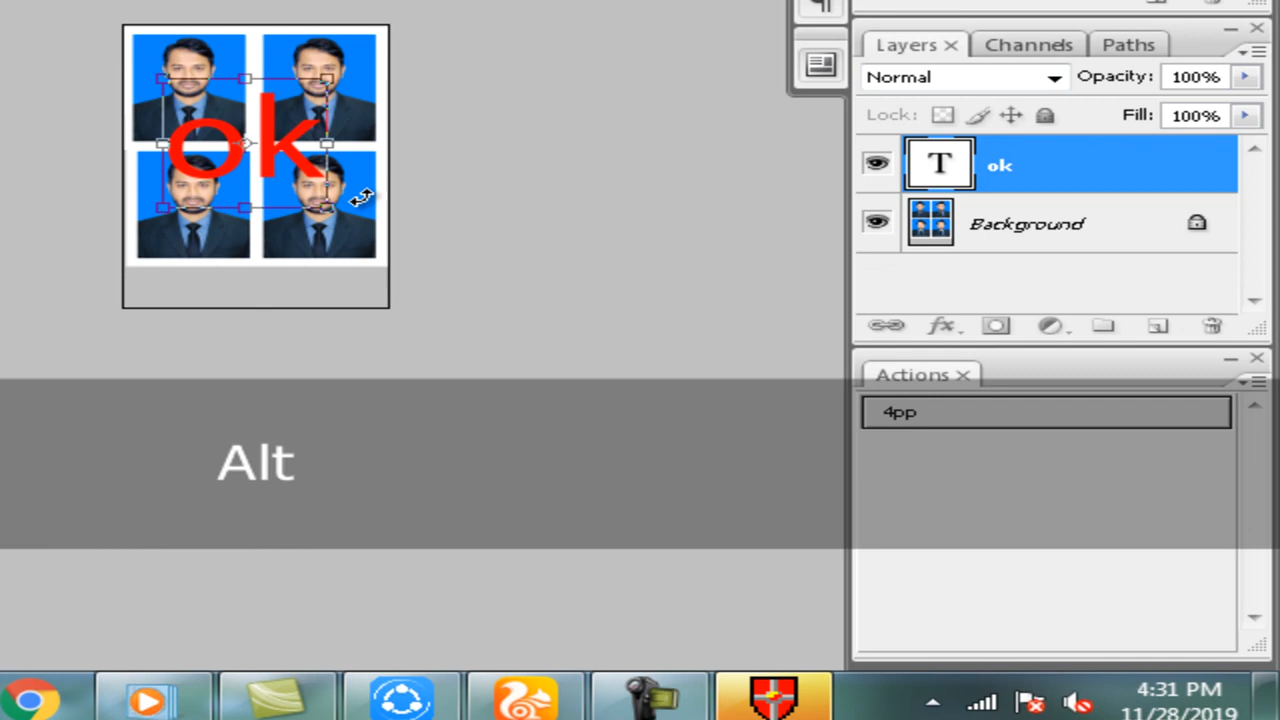 Layers
Channels
Paths
Normal
Opacity:
100%
Lock:
Fill:
100%
T
ok
Background
ok
Actions
4pp
Alt
4:31 PM
11/28/2019